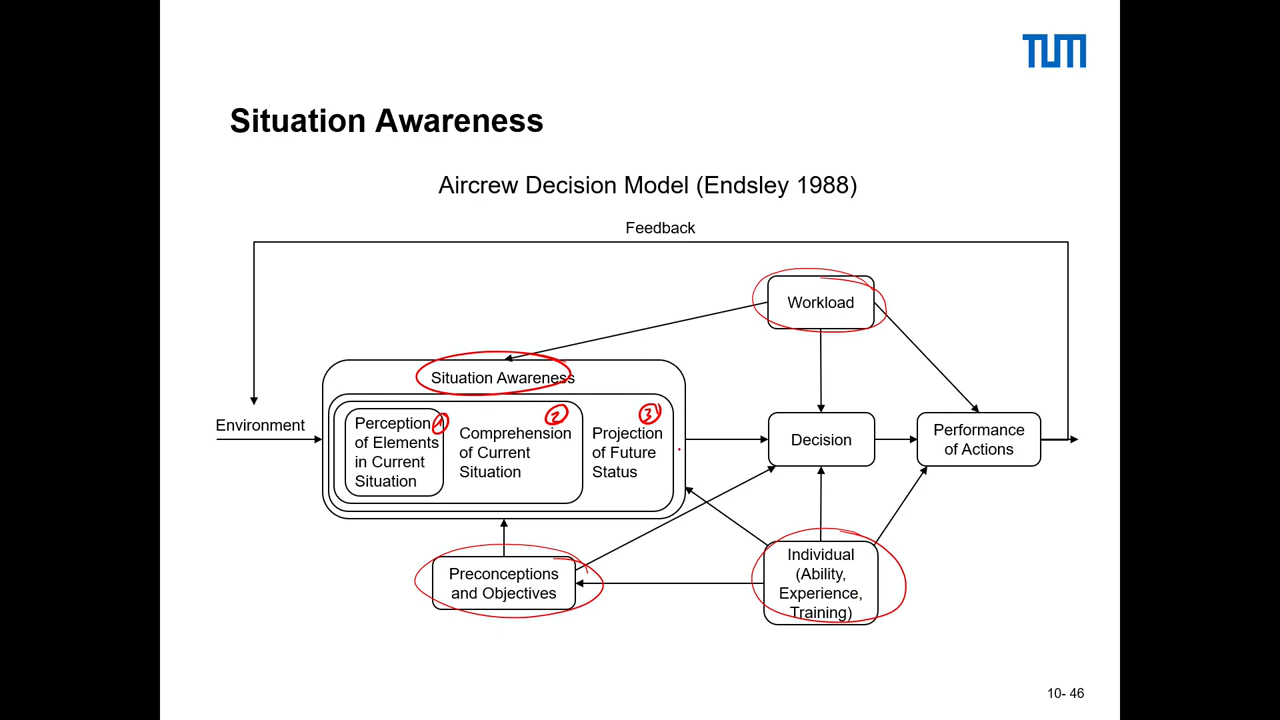 TUM
Situation Awareness
Aircrew Decision Model (Endsley 1988)
Feedback
Workload
Situation Awareness
Environment
Perception
of Elements
in Current
Situation
1
Comprehension
of Current
Situation
2
Projection
of Future
Status
3
Decision
Performance
of Actions
Preconceptions
and Objectives
Individual
(Ability,
Experience,
Training)
10- 46